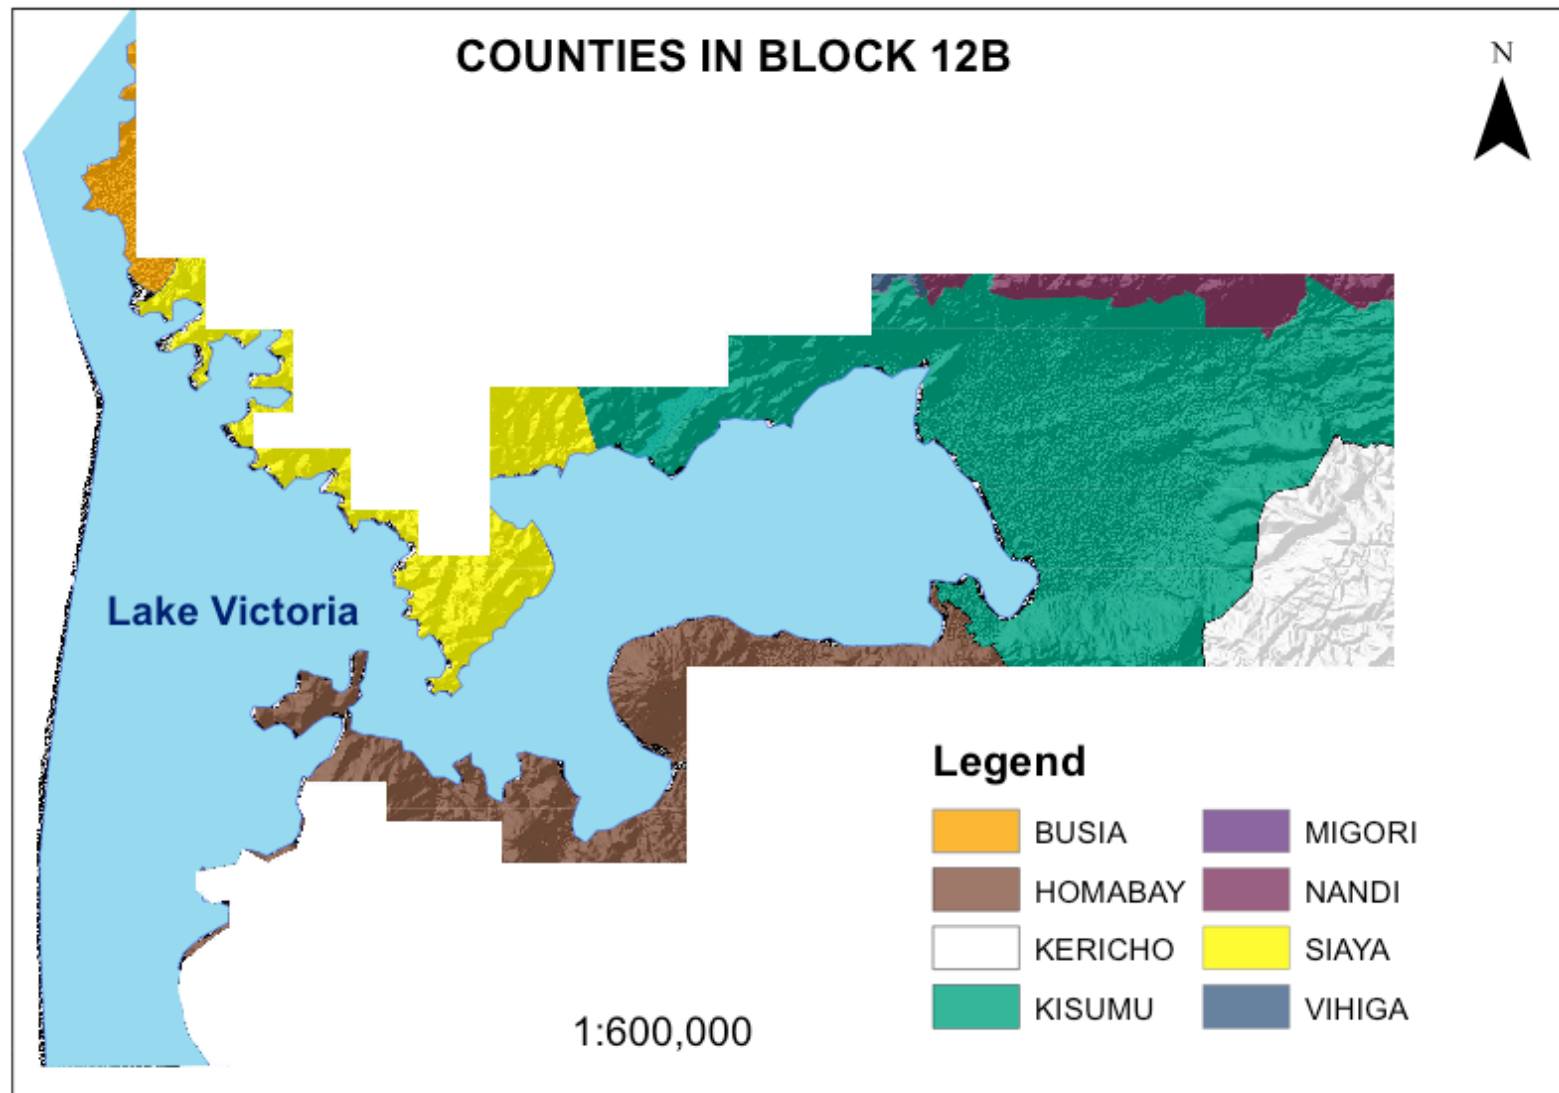 COUNTIES IN BLOCK 12B
N
Lake Victoria
Legend
BUSIA
HOMABAY
KERICHO
KISUMU
MIGORI
NANDI
SIAYA
VIHIGA
1:600,000